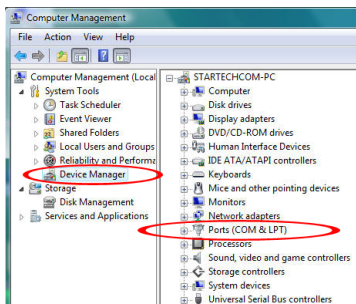 Computer Management
File Action View Help
Computer Management (Local
System Tools
Task Scheduler
Event Viewer
Shared Folders
Local Users and Groups
Reliability and Performa
Device Manager
Storage
Disk Management
Services and Applications
STARTECHCOM-PC
Computer
Disk drives
Display adapters
DVD/CD-ROM drives
Human Interface Devices
IDE ATA/ATAPI controllers
Keyboards
Mice and other pointing devices
Monitors
Network adapters
Ports (COM & LPT)
Processors
Sound, video and game controllers
Storage controllers
System devices
Universal Serial Bus controllers